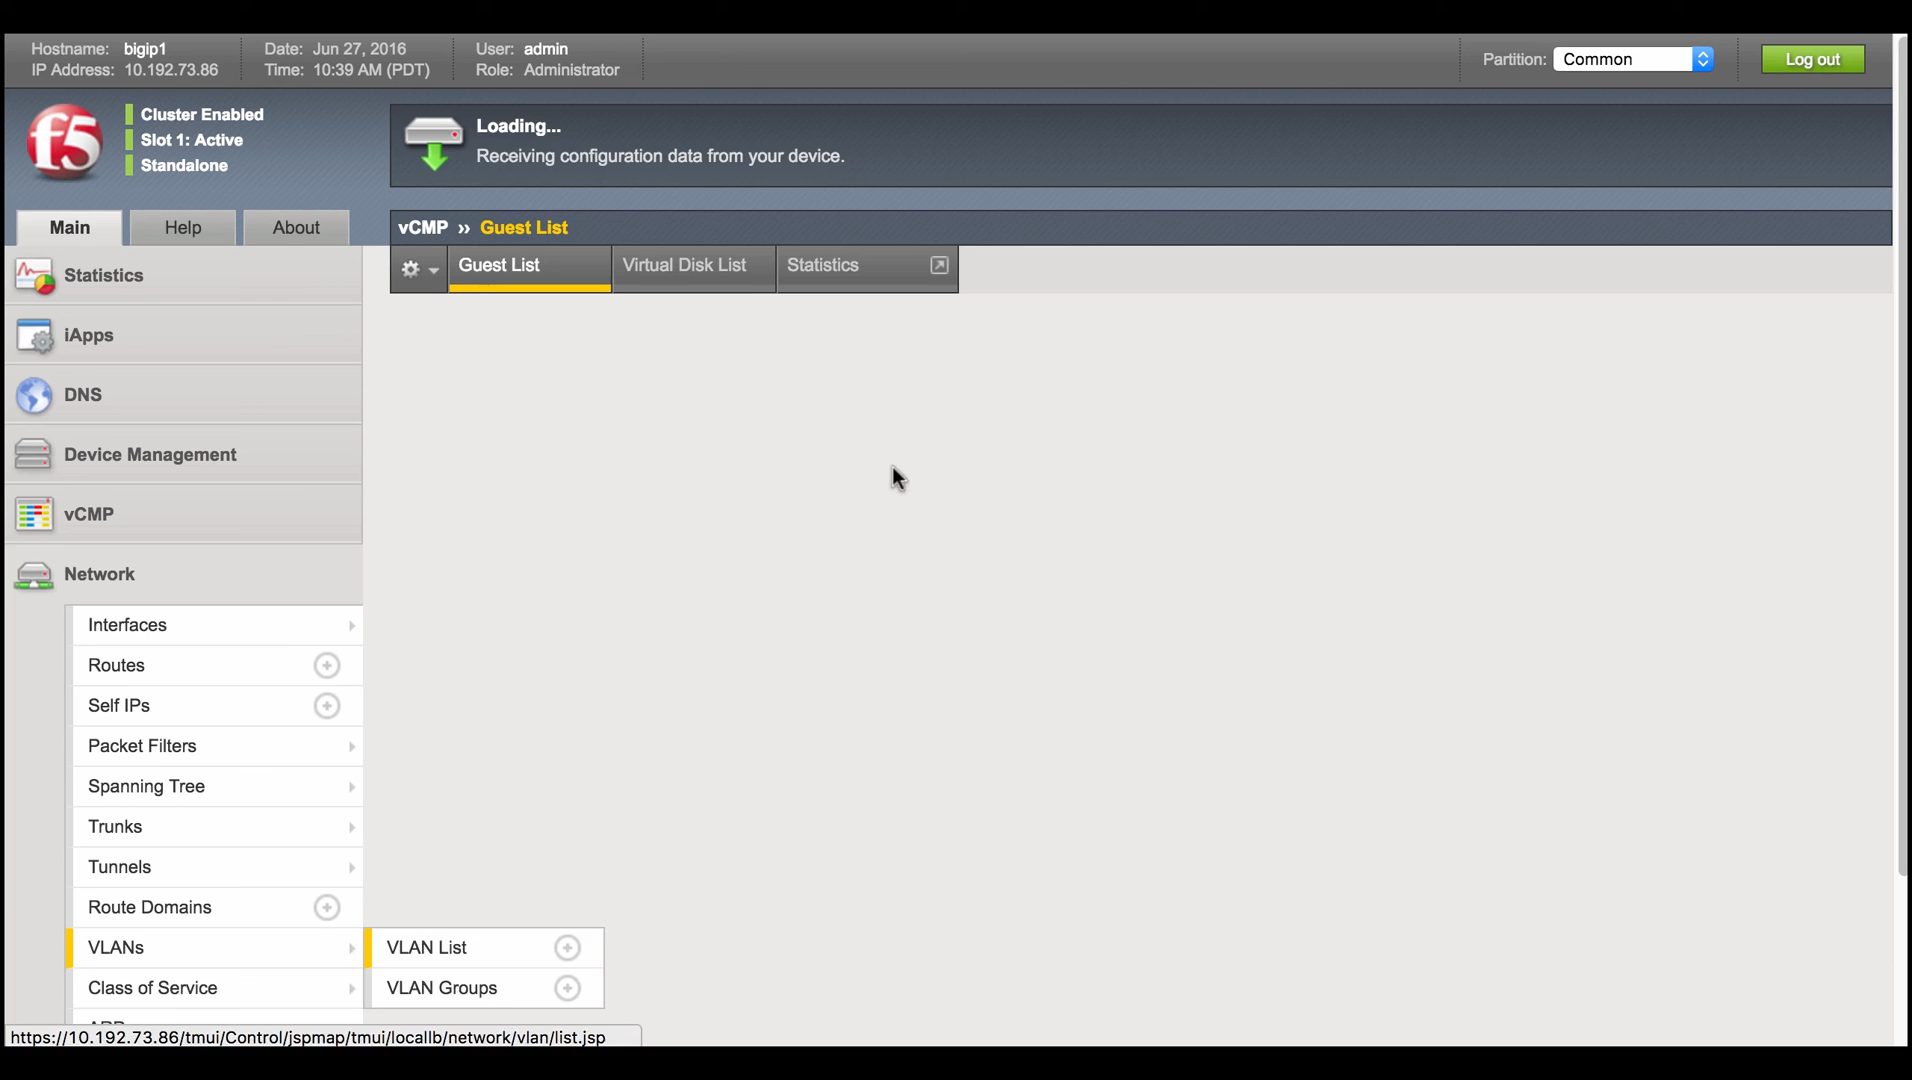 Hostname: bigip1
IP Address: 10.192.73.86
Date: Jun 27, 2016
Time: 10:39 AM (PDT)
User: admin
Role: Administrator
Partition: Common
Log out
f5
Cluster Enabled
Slot 1: Active
Standalone
Loading...
Receiving configuration data from your device.
Main
Help
About
vCMP ›› Guest List
Guest List
Virtual Disk List
Statistics
Statistics
iApps
DNS
Device Management
vCMP
Network
Interfaces
Routes
Self IPs
Packet Filters
Spanning Tree
Trunks
Tunnels
Route Domains
VLANs
VLAN List
VLAN Groups
Class of Service
ARP
https://10.192.73.86/tmui/Control/jspmap/tmui/locallb/network/vlan/list.jsp